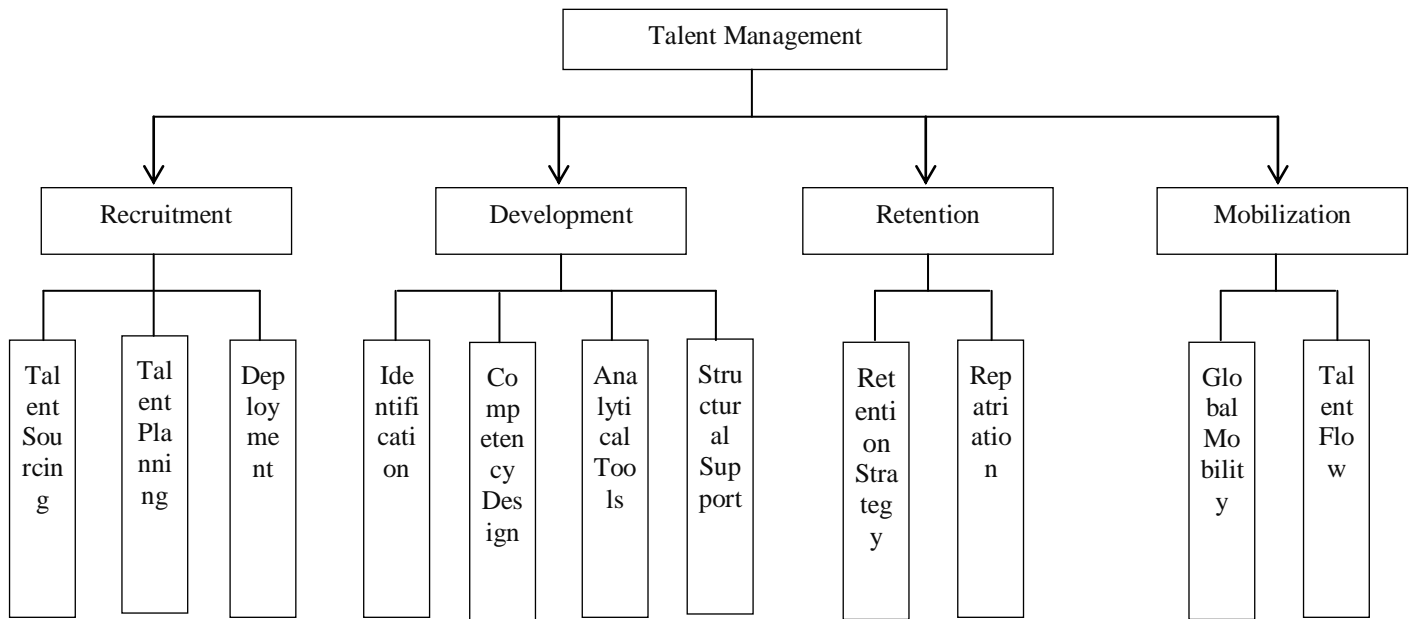 Talent Management
Recruitment
Development
Retention
Mobilization
Tal
ent
Sou
rcin
g
Tal
ent
Pla
nni
ng
Dep
loy
me
nt
Ide
ntifi
cati
on
Co
mp
eten
cy
Des
ign
Ana
lyti
cal
Too
ls
Stru
ctur
al
Sup
port
Ret
enti
on
Stra
teg
y
Rep
atri
atio
n
Glo
bal
Mo
bilit
y
Tal
ent
Flo
w